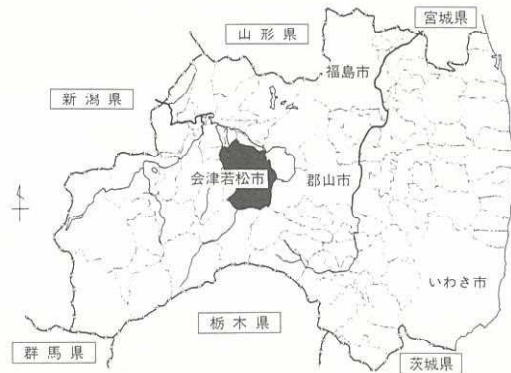 宮城県
山形県
福島市
新潟県
会津若松市
郡山市
いわき市
栃木県
群馬県
茨城県